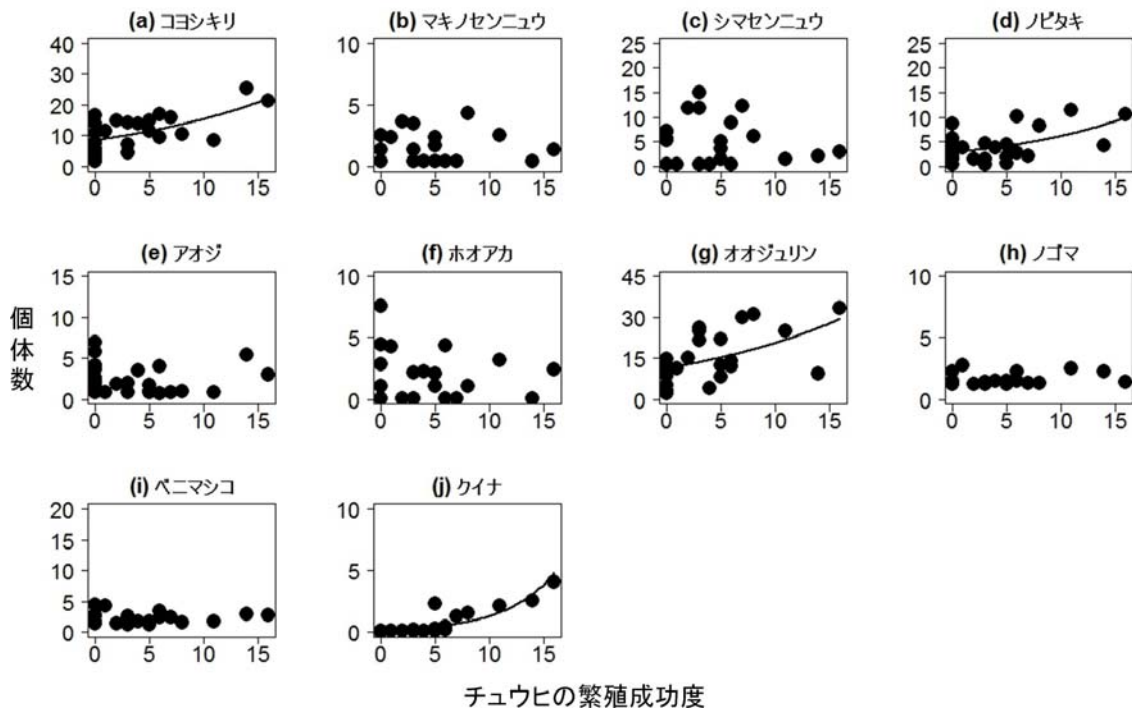 (a) コヨシキリ
(b) マキノセンニュウ
(c) シマセンニュウ
(d) ノビタキ
40
30
20
10
0
0 5 10 15
10
5
0
0 5 10 15
25
20
15
10
5
0
0 5 10 15
25
20
15
10
5
0
0 5 10 15
(e) アオジ
(f) ホオアカ
(g) オオジュリン
(h) ノゴマ
個体数
15
10
5
0
0 5 10 15
10
5
0
0 5 10 15
45
30
15
0
0 5 10 15
10
5
0
0 5 10 15
(i) ベニマシコ
(j) クイナ
20
15
10
5
0
0 5 10 15
10
5
0
0 5 10 15
チュウヒの繁殖成功度